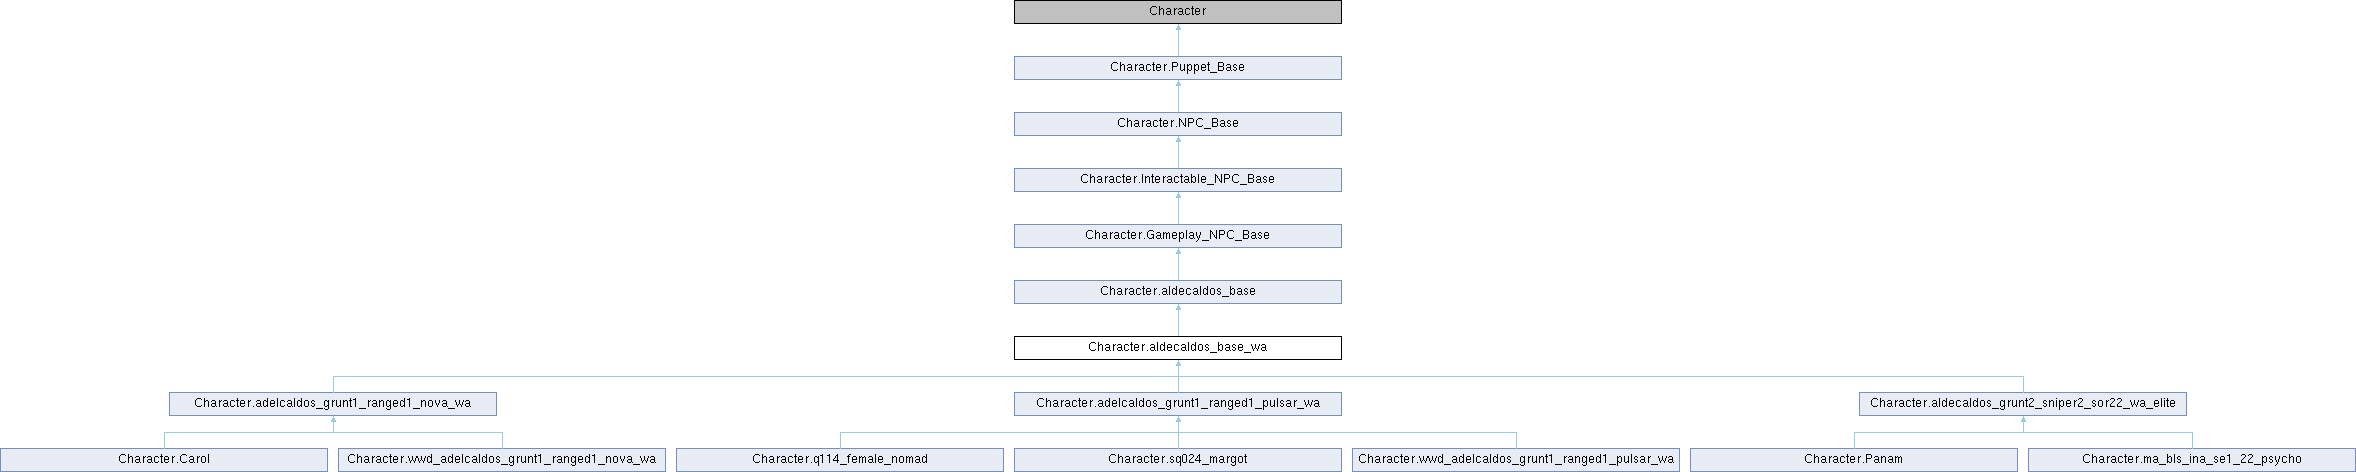 Character
Character.Puppet_Base
Character.NPC_Base
Character.Interactable_NPC_Base
Character.Gameplay_NPC_Base
Character.aldecaldos_base
Character.aldecaldos_base_wa
Character.adelcaldos_grunt1_ranged1_nova_wa
Character.adelcaldos_grunt1_ranged1_pulsar_wa
Character.aldecaldos_grunt2_sniper2_sor22_wa_elite
Character.Carol
Character.wwd_adelcaldos_grunt1_ranged1_nova_wa
Character.q114_female_nomad
Character.sq024_margot
Character.wwd_adelcaldos_grunt1_ranged1_pulsar_wa
Character.Panam
Character.ma_bls_ina_se1_22_psycho